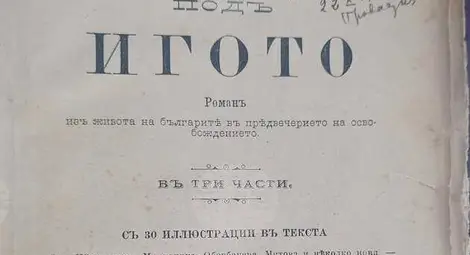 ПОДЪ
ИГОТО
Романъ
изъ живота на българитѣ въ прѣдвечерието на осво-
бождението.
ВЪ ТРИ ЧАСТИ,
СЪ 30 ИЛЛЮСТРАЦИИ ВЪ ТЕКСТА